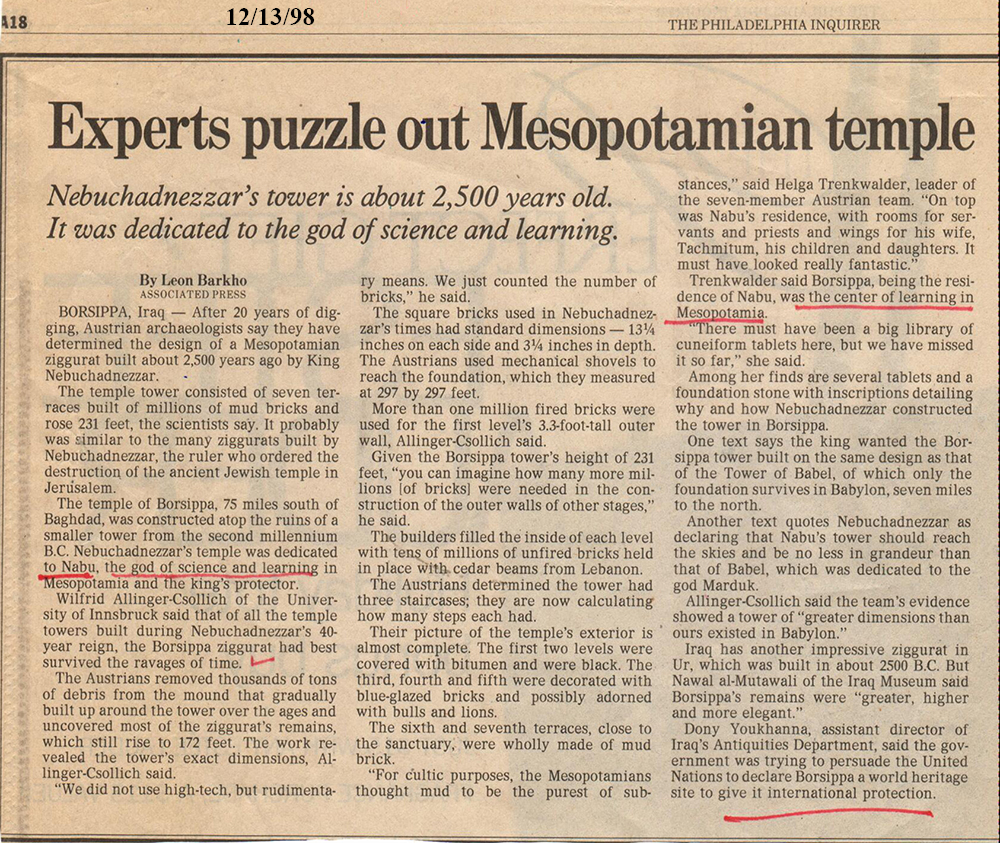 A18
12/13/98
THE PHILADELPHIA INQUIRER
Experts puzzle out Mesopotamian temple
Nebuchadnezzar's tower is about 2,500 years old.
It was dedicated to the god of science and learning.
By Leon Barkho
ASSOCIATED PRESS
BORSIPPA, Iraq — After 20 years of dig-
ging, Austrian archaeologists say they have
determined the design of a Mesopotamian
ziggurat built about 2,500 years ago by King
Nebuchadnezzar.
The temple tower consisted of seven ter-
races built of millions of mud bricks and
rose 231 feet, the scientists say. It probably
was similar to the many ziggurats built by
Nebuchadnezzar, the ruler who ordered the
destruction of the ancient Jewish temple in
Jerusalem.
The temple of Borsippa, 75 miles south of
Baghdad, was constructed atop the ruins of a
smaller tower from the second millennium
B.C. Nebuchadnezzar's temple was dedicated
to Nabu, the god of science and learning in
Mesopotamia and the king's protector.
Wilfrid Allinger-Csollich of the Univer-
sity of Innsbruck said that of all the temple
towers built during Nebuchadnezzar's 40-
year reign, the Borsippa ziggurat had best
survived the ravages of time.
The Austrians removed thousands of tons
of debris from the mound that gradually
built up around the tower over the ages and
uncovered most of the ziggurat's remains,
which still rise to 172 feet. The work re-
vealed the tower's exact dimensions, Al-
linger-Csollich said.
"We did not use high-tech, but rudimenta-
ry means. We just counted the number of
bricks," he said.
The square bricks used in Nebuchadnez-
zar's times had standard dimensions — 13¼
inches on each side and 3¼ inches in depth.
The Austrians used mechanical shovels to
reach the foundation, which they measured
at 297 by 297 feet.
More than one million fired bricks were
used for the first level's 3.3-foot-tall outer
wall, Allinger-Csollich said.
Given the Borsippa tower's height of 231
feet, "you can imagine how many more mil-
lions [of bricks] were needed in the con-
struction of the outer walls of other stages,"
he said.
The builders filled the inside of each level
with tens of millions of unfired bricks held
in place with cedar beams from Lebanon.
The Austrians determined the tower had
three staircases; they are now calculating
how many steps each had.
Their picture of the temple's exterior is
almost complete. The first two levels were
covered with bitumen and were black. The
third, fourth and fifth were decorated with
blue-glazed bricks and possibly adorned
with bulls and lions.
The sixth and seventh terraces, close to
the sanctuary, were wholly made of mud
brick.
"For cultic purposes, the Mesopotamians
thought mud to be the purest of sub-
stances," said Helga Trenkwalder, leader of
the seven-member Austrian team. "On top
was Nabu's residence, with rooms for ser-
vants and priests and wings for his wife,
Tachmitum, his children and daughters. It
must have looked really fantastic."
Trenkwalder said Borsippa, being the resi-
dence of Nabu, was the center of learning in
Mesopotamia.
"There must have been a big library of
cuneiform tablets here, but we have missed
it so far," she said.
Among her finds are several tablets and a
foundation stone with inscriptions detailing
why and how Nebuchadnezzar constructed
the tower in Borsippa.
One text says the king wanted the Bor-
sippa tower built on the same design as that
of the Tower of Babel, of which only the
foundation survives in Babylon, seven miles
to the north.
Another text quotes Nebuchadnezzar as
declaring that Nabu's tower should reach
the skies and be no less in grandeur than
that of Babel, which was dedicated to the
god Marduk.
Allinger-Csollich said the team's evidence
showed a tower of "greater dimensions than
ours existed in Babylon."
Iraq has another impressive ziggurat in
Ur, which was built in about 2500 B.C. But
Nawal al-Mutawali of the Iraq Museum said
Borsippa's remains were "greater, higher
and more elegant."
Dony Youkhanna, assistant director of
Iraq's Antiquities Department, said the gov-
ernment was trying to persuade the United
Nations to declare Borsippa a world heritage
site to give it international protection.